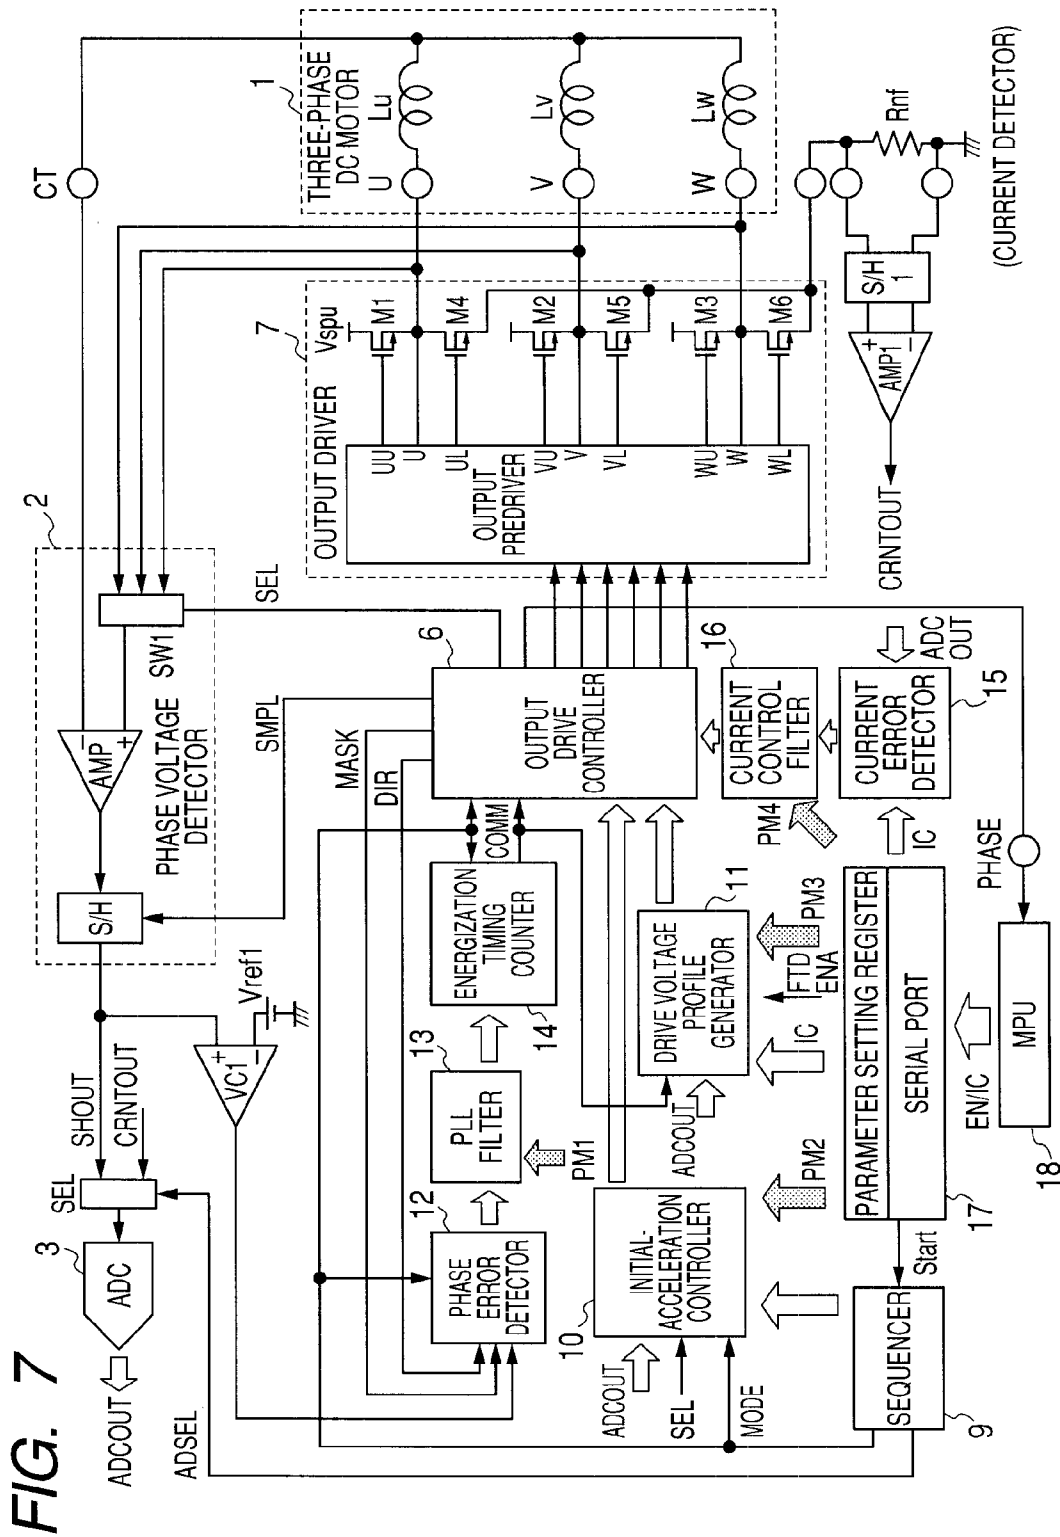 FIG. 7
CT
THREE-PHASE
DC MOTOR
1
U
Lu
V
Lv
W
Lw
Rnf
(CURRENT DETECTOR)
S/H
1
+
−
AMP1
CRNTOUT
7
OUTPUT DRIVER
Vspu
M1
M4
M2
M5
M3
M6
OUTPUT
PREDRIVER
UU
U
UL
VU
V
VL
WU
W
WL
2
PHASE VOLTAGE
DETECTOR
SW1
−
+
AMP
S/H
SEL
SMPL
MASK
DIR
6
OUTPUT
DRIVE
CONTROLLER
COMM
SHOUT
CRNTOUT
SEL
3
ADC
ADCOUT
ADSEL
+
−
VC1
Vref1
12
PHASE
ERROR
DETECTOR
13
PLL
FILTER
PM1
14
ENERGIZATION
TIMING
COUNTER
11
DRIVE VOLTAGE
PROFILE
GENERATOR
ADCOUT
IC
FTD
ENA
PM3
16
CURRENT
CONTROL
FILTER
PM4
15
CURRENT
ERROR
DETECTOR
ADC
OUT
IC
10
INITIAL-
ACCELERATION
CONTROLLER
ADCOUT
SEL
MODE
PM2
9
SEQUENCER
Start
17
PARAMETER SETTING REGISTER
SERIAL PORT
EN/IC
18
MPU
PHASE